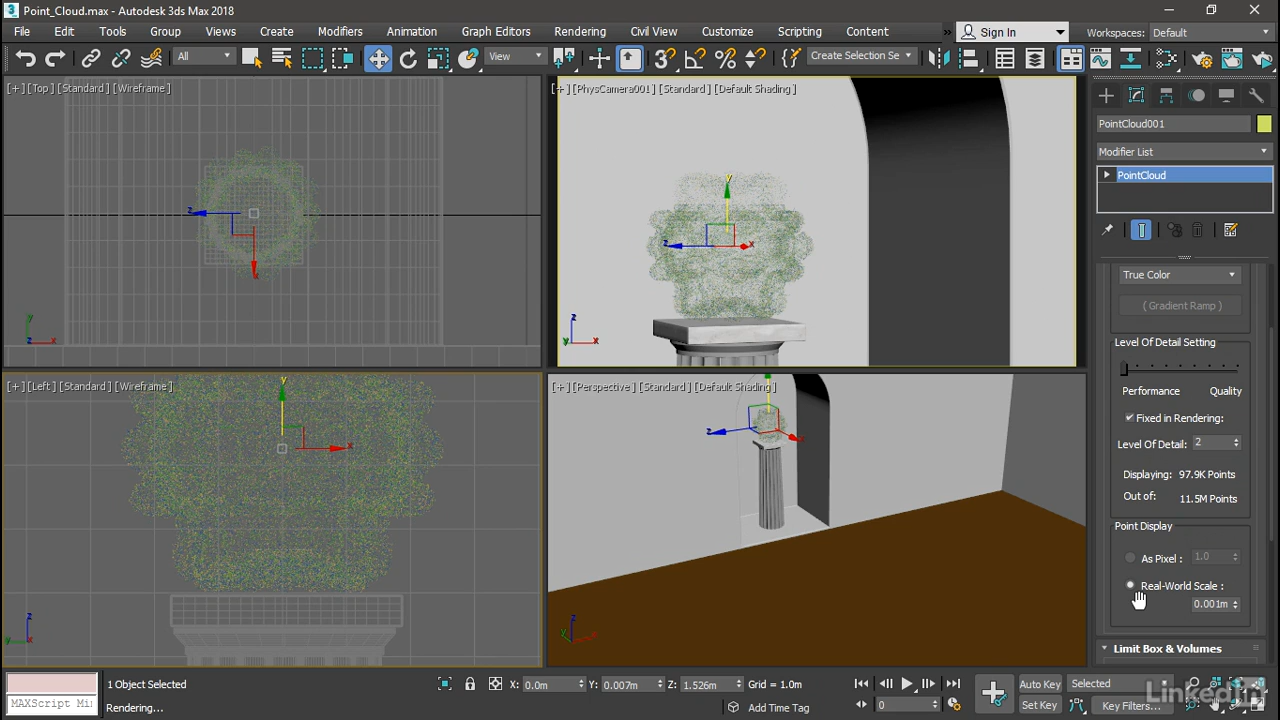 Point_Cloud.max - Autodesk 3ds Max 2018
File Edit Tools Group Views Create Modifiers Animation Graph Editors Rendering Civil View Customize Scripting Content » Sign In Workspaces: Default
All View Create Selection Se
[+][Top][Standard][Wireframe]
[+][PhysCamera001][Standard][Default Shading]
PointCloud001
Modifier List
PointCloud
True Color
( Gradient Ramp )
Level Of Detail Setting
Performance Quality
Fixed in Rendering:
Level Of Detail: 2
Displaying: 97.9K Points
Out of: 11.5M Points
Point Display
As Pixel : 1.0
Real-World Scale :
0.001m
Limit Box & Volumes
[+][Left][Standard][Wireframe]
[+][Perspective][Standard][Default Shading]
1 Object Selected
X: 0.0m Y: 0.007m Z: 1.526m Grid = 1.0m
Auto Key Selected
MAXScript Mi
Rendering...
Add Time Tag
0
Set Key Key Filters...
LinkedIn